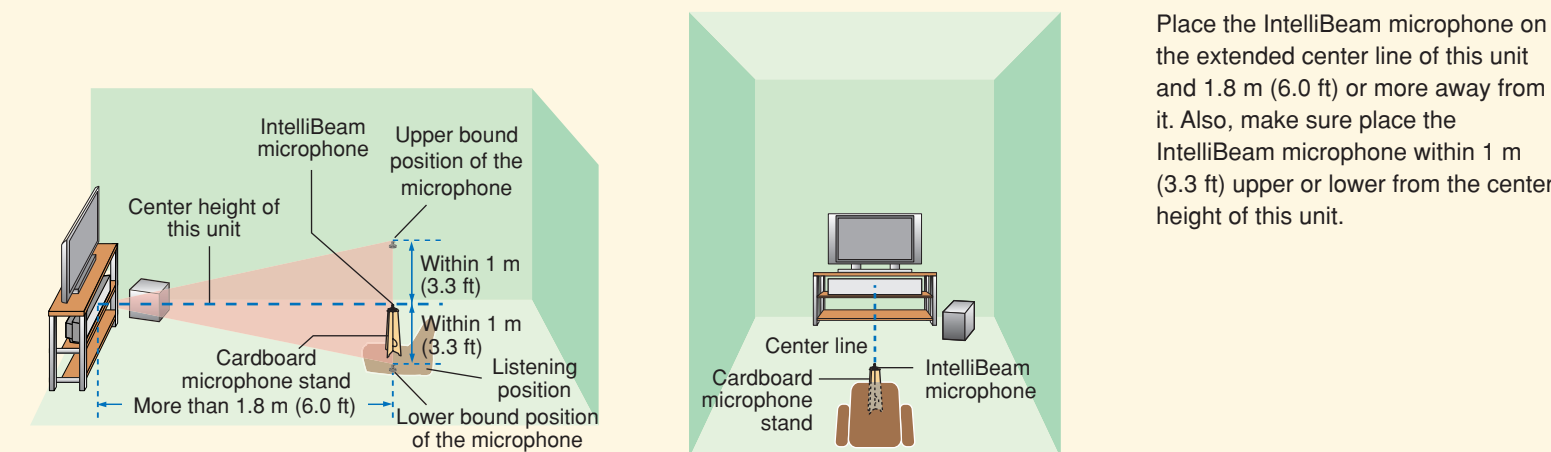 IntelliBeam
microphone
Upper bound
position of the
microphone
Center height of
this unit
Within 1 m
(3.3 ft)
Within 1 m
(3.3 ft)
Cardboard
microphone stand
Listening
position
More than 1.8 m (6.0 ft)
Lower bound position
of the microphone
Center line
Cardboard
microphone
stand
IntelliBeam
microphone
Place the IntelliBeam microphone on
the extended center line of this unit
and 1.8 m (6.0 ft) or more away from
it. Also, make sure place the
IntelliBeam microphone within 1 m
(3.3 ft) upper or lower from the center
height of this unit.